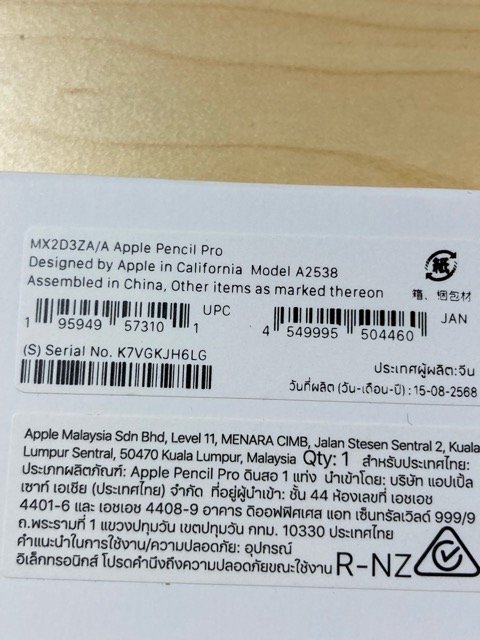 MX2D3ZA/A Apple Pencil Pro
Designed by Apple in California Model A2538
Assembled in China, Other items as marked thereon
紙
箱、個包材
UPC
1 95949 57310 1
JAN
4 549995 504460
(S) Serial No. K7VGKJH6LG
ประเทศผู้ผลิต:จีน
วันที่ผลิต (วัน-เดือน-ปี) : 15-08-2568
Apple Malaysia Sdn Bhd, Level 11, MENARA CIMB, Jalan Stesen Sentral 2, Kuala
Lumpur Sentral, 50470 Kuala Lumpur, Malaysia Qty: 1 สำหรับประเทศไทย:
ประเภทผลิตภัณฑ์: Apple Pencil Pro ดินสอ 1 แท่ง นำเข้าโดย: บริษัท แอปเปิ้ล
เซาท์ เอเชีย (ประเทศไทย) จำกัด ที่อยู่ผู้นำเข้า: ชั้น 44 ห้องเลขที่ เอชเอช
4401-6 และ เอชเอช 4408-9 อาคาร ดิออฟฟิศเศส แอท เซ็นทรัลเวิลด์ 999/9
ถ.พระรามที่ 1 แขวงปทุมวัน เขตปทุมวัน กทม. 10330 ประเทศไทย
คำแนะนำในการใช้งาน/ความปลอดภัย: อุปกรณ์
อิเล็กทรอนิกส์ โปรดคำนึงถึงความปลอดภัยขณะใช้งาน R-NZ